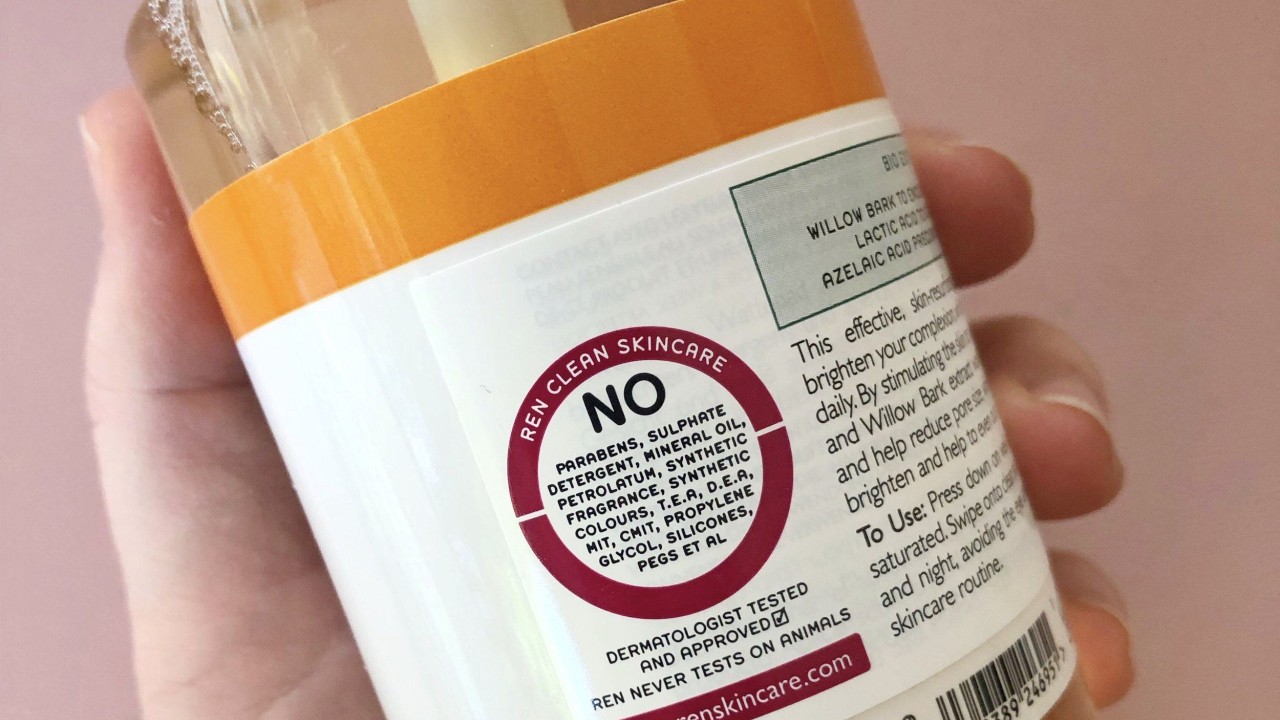 REN CLEAN SKINCARE
NO
PARABENS, SULPHATE
DETERGENT, MINERAL OIL,
PETROLATUM, SYNTHETIC
FRAGRANCE, SYNTHETIC
COLOURS, T.E.A, D.E.A,
MIT, CMIT, PROPYLENE
GLYCOL, SILICONES,
PEGS ET AL
DERMATOLOGIST TESTED
AND APPROVED
REN NEVER TESTS ON ANIMALS
renskincare.com
BIO
WILLOW BARK TO
LACTIC ACID
AZELAIC ACID
This effective,
brighten your complexion
daily. By stimulating the
and Willow Bark extract,
and help reduce pore size,
brighten and help to even
To Use: Press down on
saturated. Swipe onto
and night, avoiding the
skincare routine.